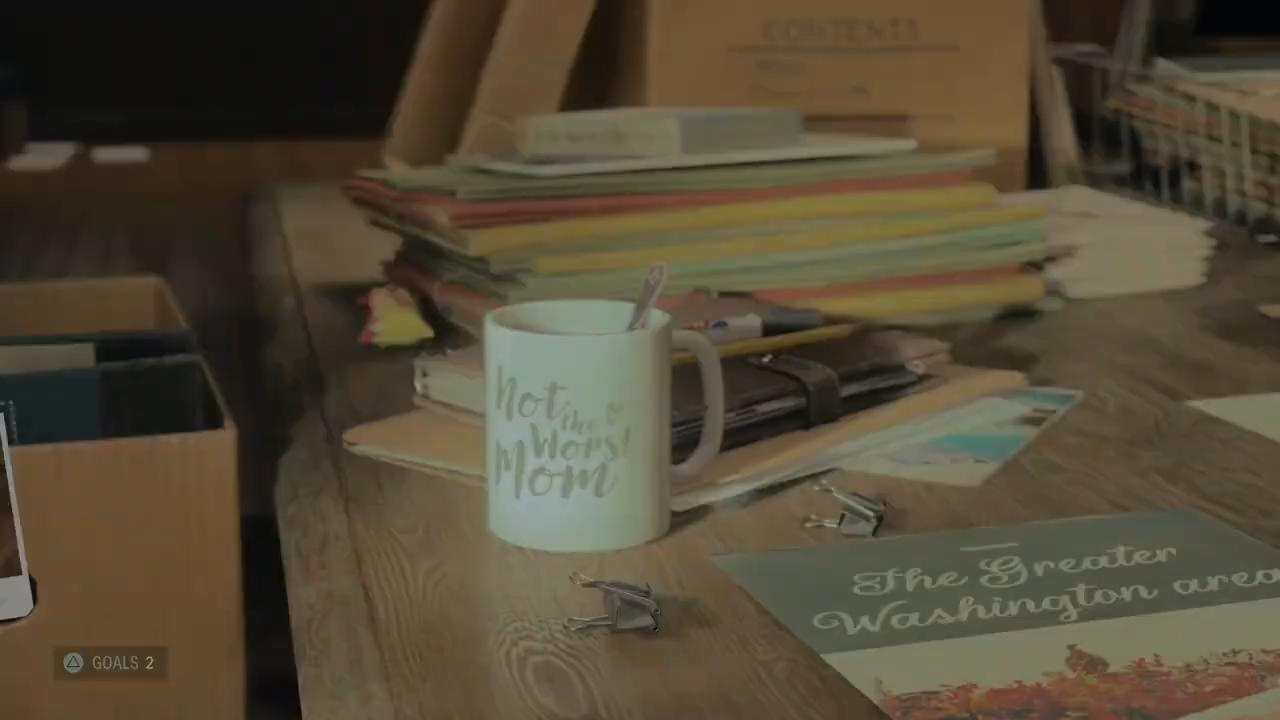 CONTENTS
Not
the
Worst
Mom
The Greater
Washington area
GOALS 2